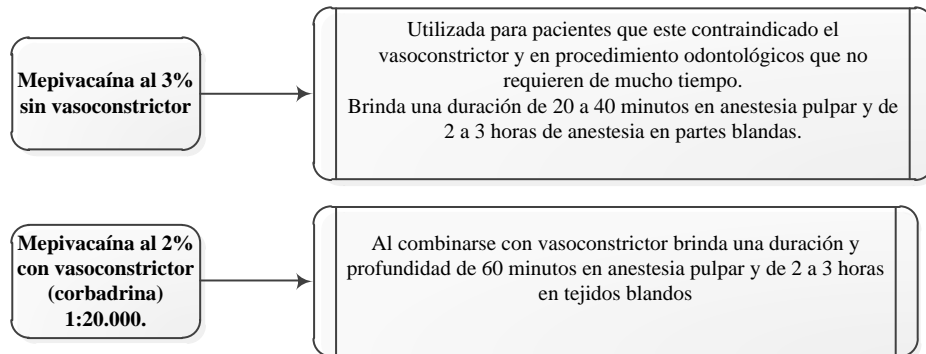 Mepivacaína al 3%
sin vasoconstrictor
Utilizada para pacientes que este contraindicado el
vasoconstrictor y en procedimiento odontológicos que no
requieren de mucho tiempo.
Brinda una duración de 20 a 40 minutos en anestesia pulpar y de
2 a 3 horas de anestesia en partes blandas.
Mepivacaína al 2%
con vasoconstrictor
(corbadrina)
1:20.000.
Al combinarse con vasoconstrictor brinda una duración y
profundidad de 60 minutos en anestesia pulpar y de 2 a 3 horas
en tejidos blandos